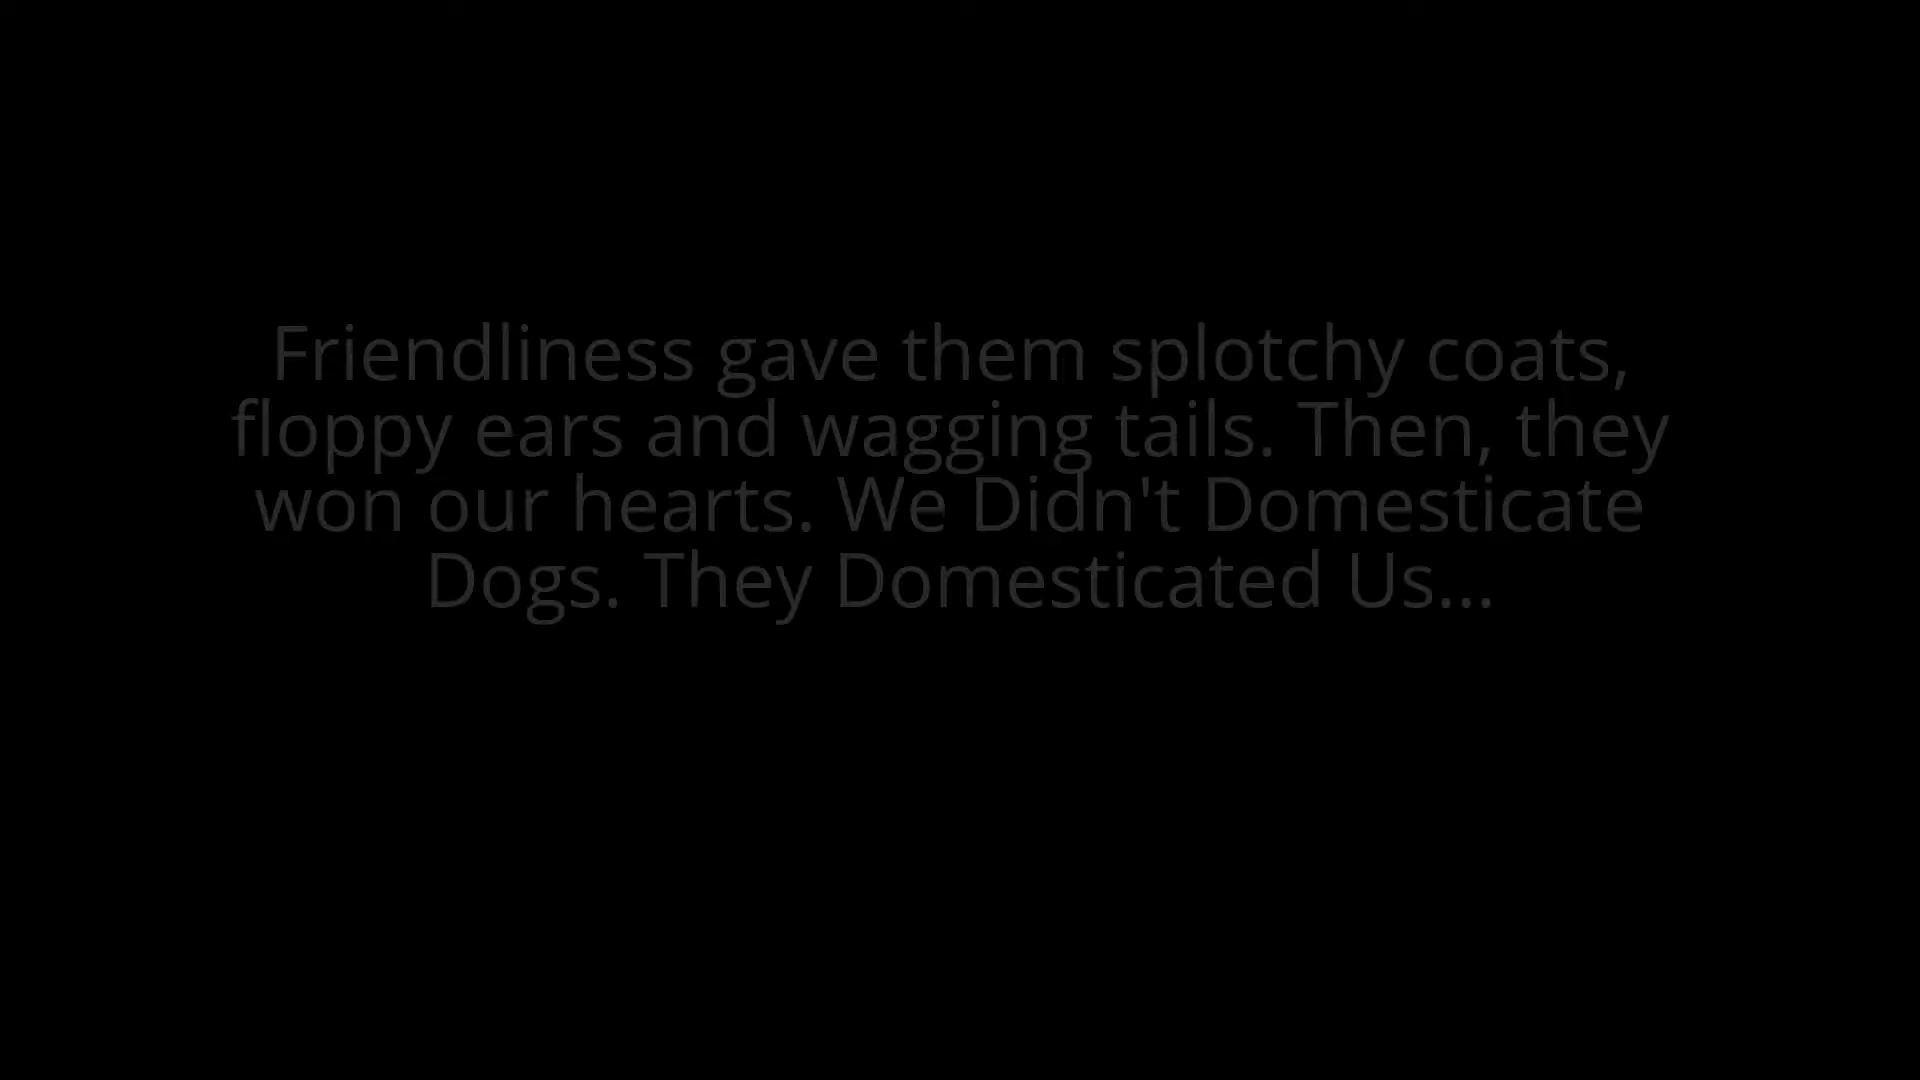 Friendliness gave them splotchy coats,
floppy ears and wagging tails. Then, they
won our hearts. We Didn't Domesticate
Dogs. They Domesticated Us...